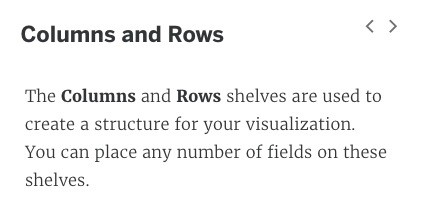 Columns and Rows
The Columns and Rows shelves are used to
create a structure for your visualization.
You can place any number of fields on these
shelves.